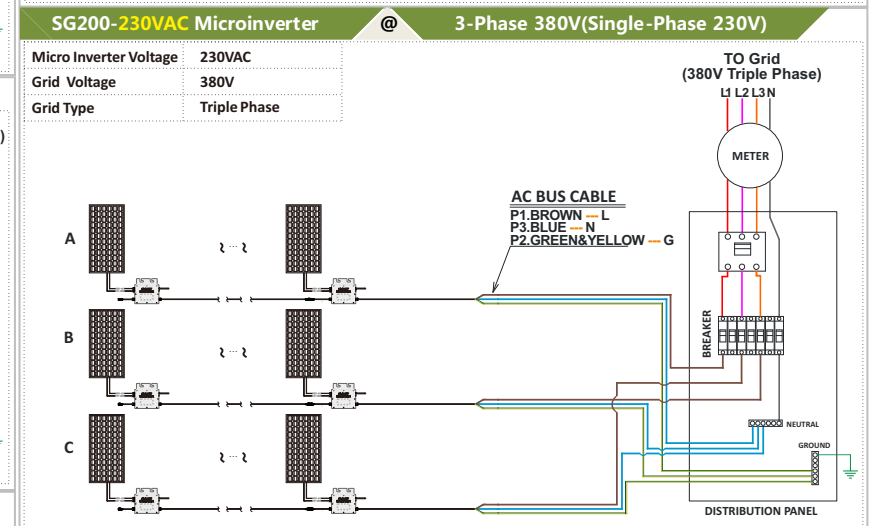 SG200-230VAC Microinverter @ 3-Phase 380V(Single-Phase 230V)
Micro Inverter Voltage 230VAC
Grid Voltage 380V
Grid Type Triple Phase
TO Grid
(380V Triple Phase)
L1 L2 L3 N
METER
AC BUS CABLE
P1.BROWN --- L
P3.BLUE --- N
P2.GREEN&YELLOW --- G
A
B
C
BREAKER
NEUTRAL
GROUND
DISTRIBUTION PANEL
)